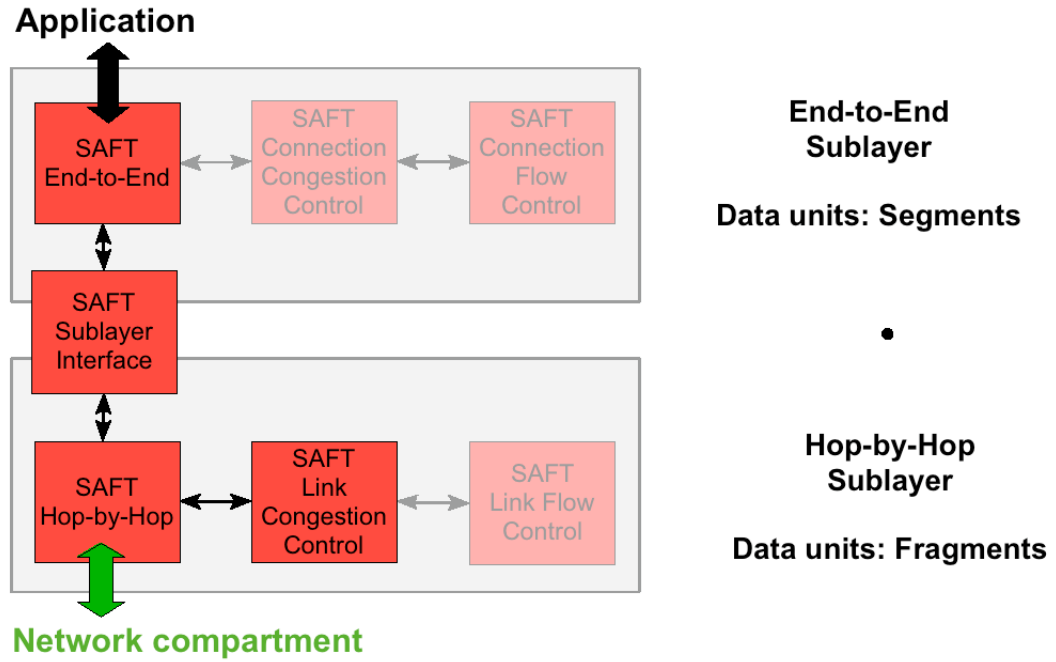 Application
SAFT
End-to-End
SAFT
Connection
Congestion
Control
SAFT
Connection
Flow
Control
End-to-End
Sublayer
Data units: Segments
SAFT
Sublayer
Interface
SAFT
Hop-by-Hop
SAFT
Link
Congestion
Control
SAFT
Link Flow
Control
Hop-by-Hop
Sublayer
Data units: Fragments
Network compartment